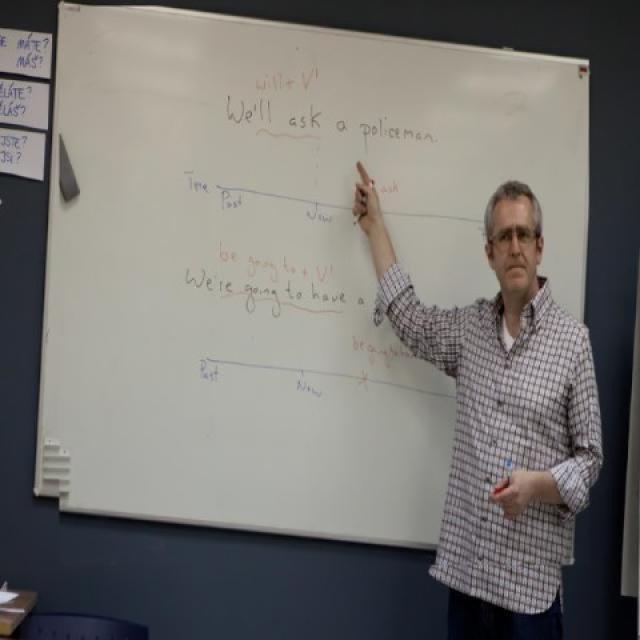 E MÁTE?
MÁŠ?
ĚLÁTE?
ĚLÁŠ?
JSTE?
JSI?
will + V¹
We'll ask a policeman.
ask
Time
Past
Now
be going to + V¹
We're going to have a
be going to
Past
Now
X